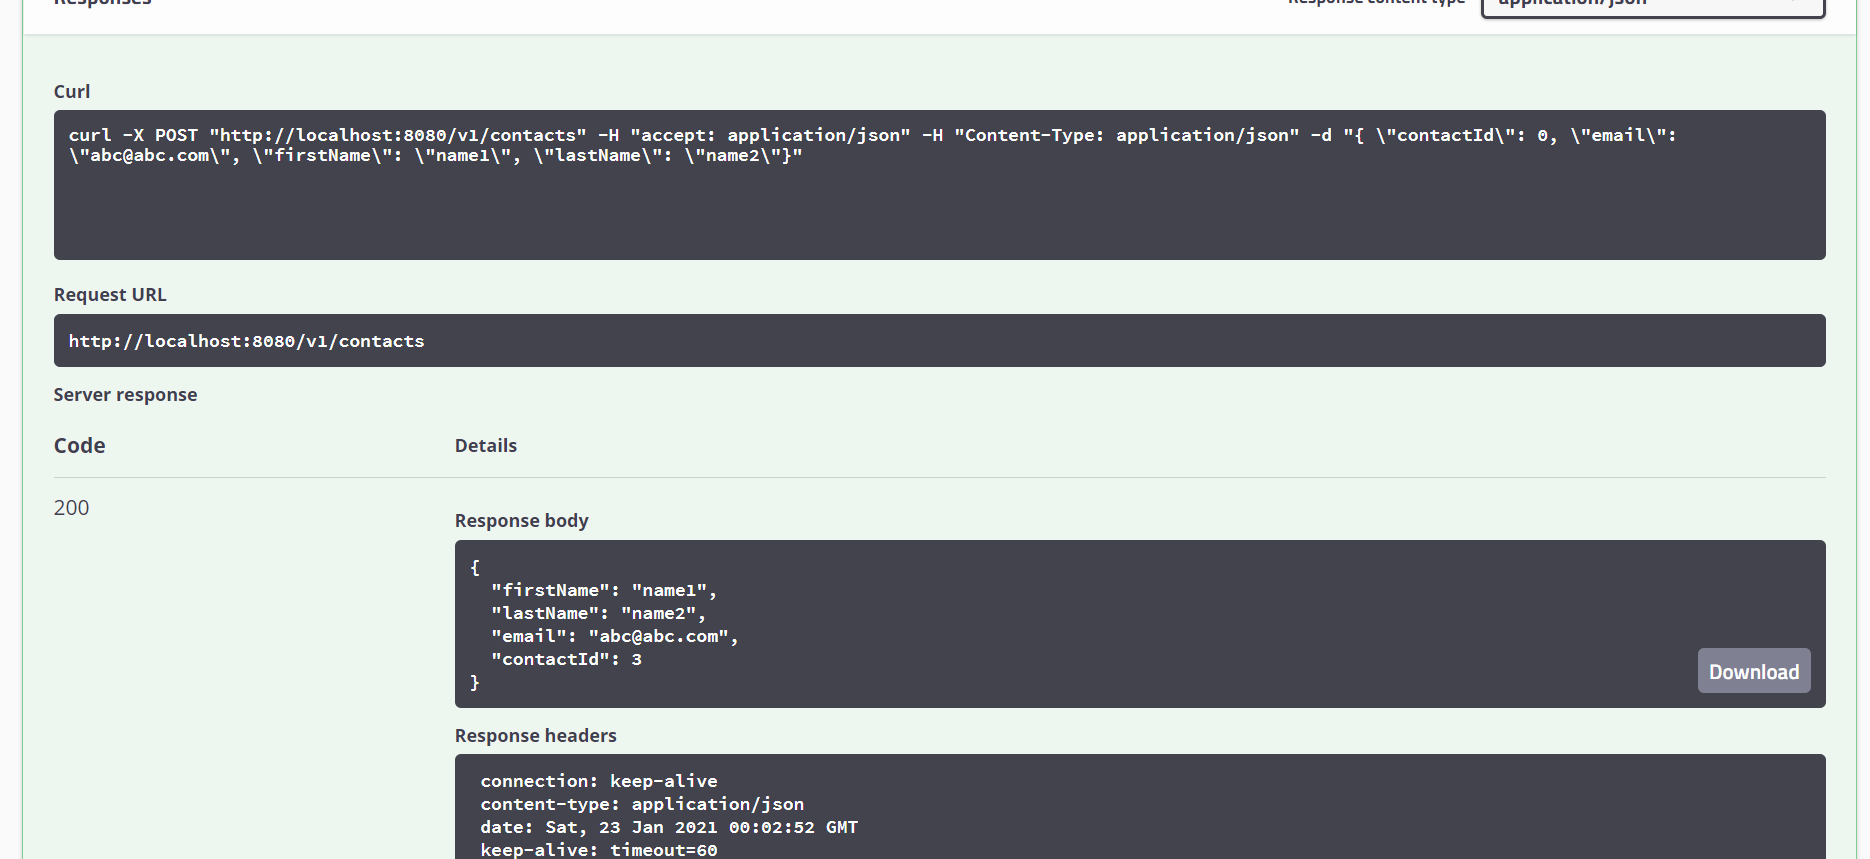 Responses
Response content type
application/json
Curl
curl -X POST "http://localhost:8080/v1/contacts" -H "accept: application/json" -H "Content-Type: application/json" -d "{ \"contactId\": 0, \"email\":
\"abc@abc.com\", \"firstName\": \"name1\", \"lastName\": \"name2\"}"
Request URL
http://localhost:8080/v1/contacts
Server response
Code Details
200
Response body
{
"firstName": "name1",
"lastName": "name2",
"email": "abc@abc.com",
"contactId": 3
}
Download
Response headers
connection: keep-alive
content-type: application/json
date: Sat, 23 Jan 2021 00:02:52 GMT
keep-alive: timeout=60